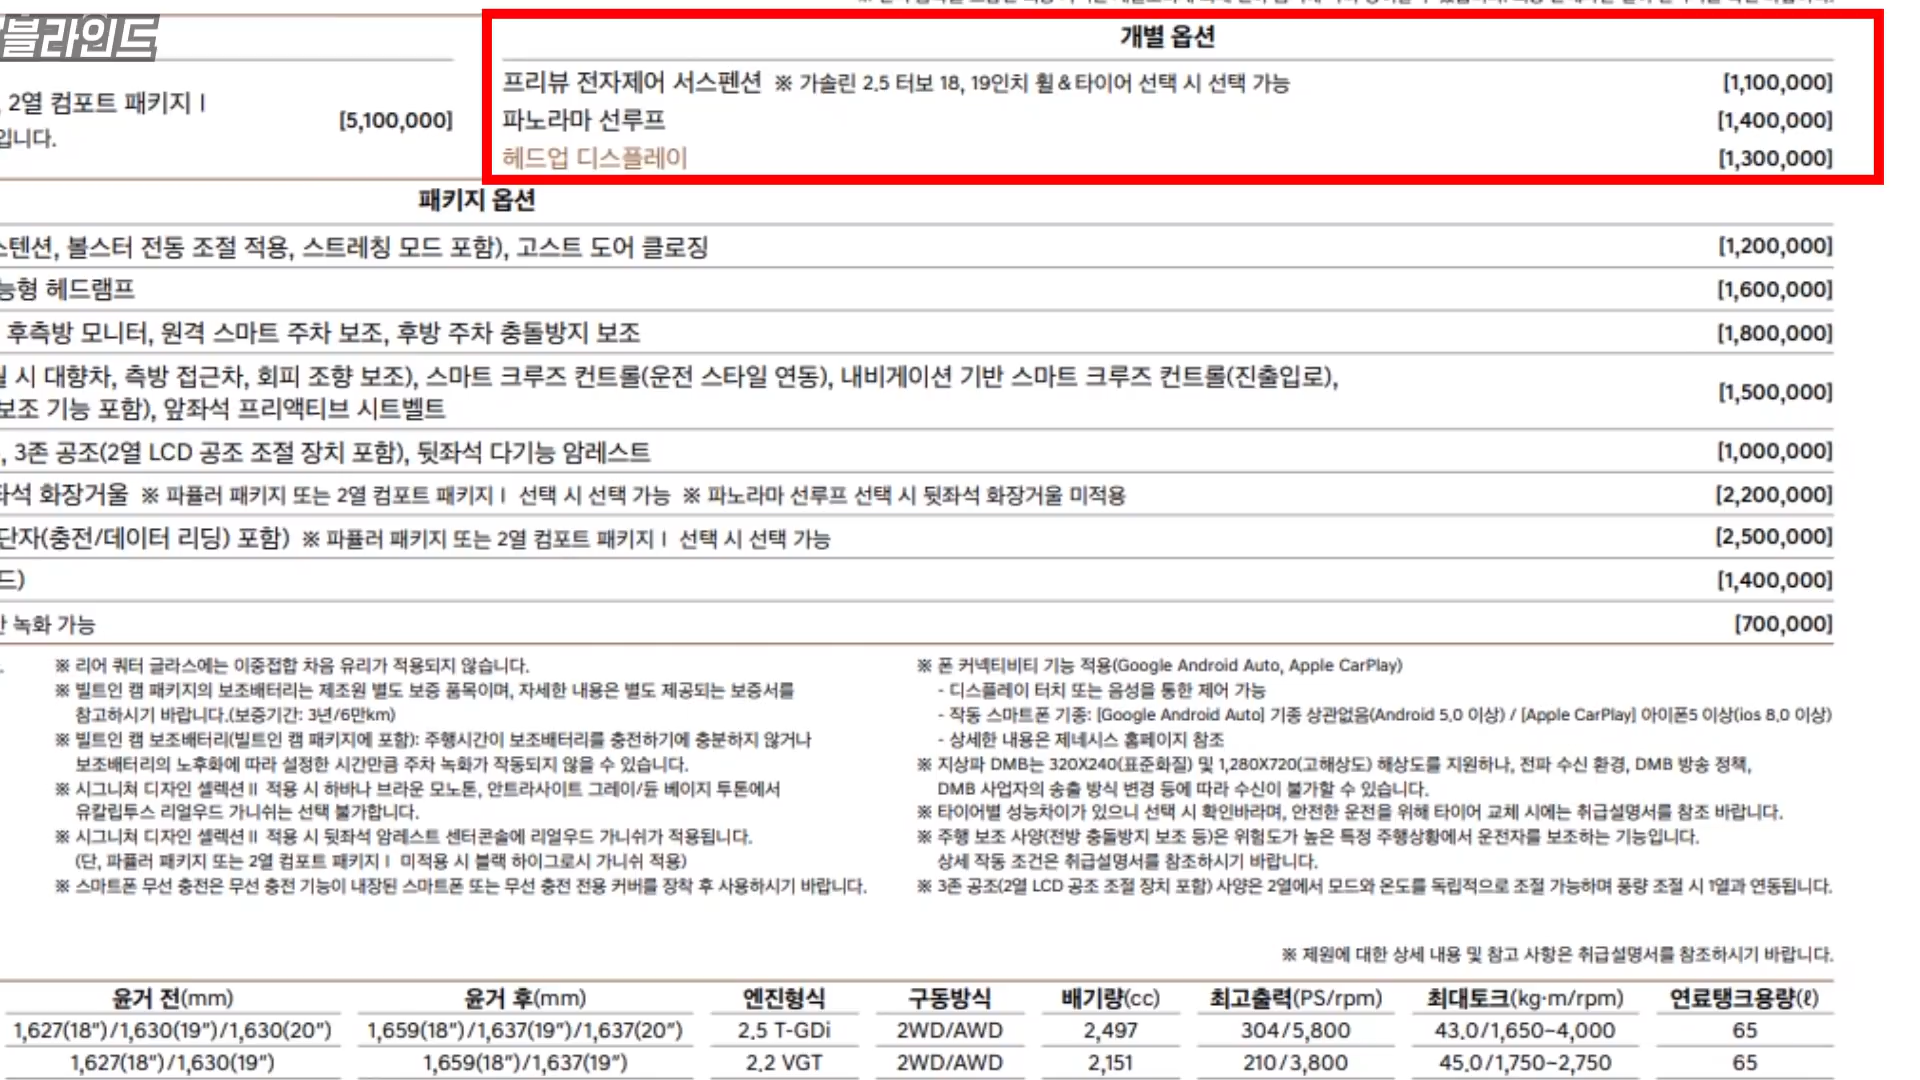 블라인드
개별 옵션
프리뷰 전자제어 서스펜션 ※ 가솔린 2.5 터보 18, 19인치 휠&타이어 선택 시 선택 가능 [1,100,000]
, 2열 컴포트 패키지Ⅰ
[5,100,000]
입니다.
파노라마 선루프 [1,400,000]
헤드업 디스플레이 [1,300,000]
패키지 옵션
스텐션, 볼스터 전동 조절 적용, 스트레칭 모드 포함), 고스트 도어 클로징 [1,200,000]
능형 헤드램프 [1,600,000]
후측방 모니터, 원격 스마트 주차 보조, 후방 주차 충돌방지 보조 [1,800,000]
시 대향차, 측방 접근차, 회피 조향 보조), 스마트 크루즈 컨트롤(운전 스타일 연동), 내비게이션 기반 스마트 크루즈 컨트롤(진출입로),
보조 기능 포함), 앞좌석 프리액티브 시트벨트 [1,500,000]
, 3존 공조(2열 LCD 공조 조절 장치 포함), 뒷좌석 다기능 암레스트 [1,000,000]
좌석 화장거울 ※ 파퓰러 패키지 또는 2열 컴포트 패키지Ⅰ 선택 시 선택 가능 ※ 파노라마 선루프 선택 시 뒷좌석 화장거울 미적용 [2,200,000]
단자(충전/데이터 리딩) 포함) ※ 파퓰러 패키지 또는 2열 컴포트 패키지Ⅰ 선택 시 선택 가능 [2,500,000]
드) [1,400,000]
녹화 가능 [700,000]
※ 리어 쿼터 글라스에는 이중접합 차음 유리가 적용되지 않습니다.
※ 빌트인 캠 패키지의 보조배터리는 제조원 별도 보증 품목이며, 자세한 내용은 별도 제공되는 보증서를
참고하시기 바랍니다.(보증기간: 3년/6만km)
※ 빌트인 캠 보조배터리(빌트인 캠 패키지에 포함): 주행시간이 보조배터리를 충전하기에 충분하지 않거나
보조배터리의 노후화에 따라 설정한 시간만큼 주차 녹화가 작동되지 않을 수 있습니다.
※ 시그니쳐 디자인 셀렉션Ⅱ 적용 시 하바나 브라운 모노톤, 안트라사이트 그레이/듄 베이지 투톤에서
유칼립투스 리얼우드 가니쉬는 선택 불가합니다.
※ 시그니쳐 디자인 셀렉션Ⅱ 적용 시 뒷좌석 암레스트 센터콘솔에 리얼우드 가니쉬가 적용됩니다.
(단, 파퓰러 패키지 또는 2열 컴포트 패키지Ⅰ 미적용 시 블랙 하이그로시 가니쉬 적용)
※ 스마트폰 무선 충전은 무선 충전 기능이 내장된 스마트폰 또는 무선 충전 전용 커버를 장착 후 사용하시기 바랍니다.
※ 폰 커넥티비티 기능 적용(Google Android Auto, Apple CarPlay)
- 디스플레이 터치 또는 음성을 통한 제어 가능
- 작동 스마트폰 기종: [Google Android Auto] 기종 상관없음(Android 5.0 이상) / [Apple CarPlay] 아이폰5 이상(ios 8.0 이상)
- 상세한 내용은 제네시스 홈페이지 참조
※ 지상파 DMB는 320X240(표준화질) 및 1,280X720(고해상도) 해상도를 지원하나, 전파 수신 환경, DMB 방송 정책,
DMB 사업자의 송출 방식 변경 등에 따라 수신이 불가할 수 있습니다.
※ 타이어별 성능차이가 있으니 선택 시 확인바라며, 안전한 운전을 위해 타이어 교체 시에는 취급설명서를 참조 바랍니다.
※ 주행 보조 사양(전방 충돌방지 보조 등)은 위험도가 높은 특정 주행상황에서 운전자를 보조하는 기능입니다.
상세 작동 조건은 취급설명서를 참조하시기 바랍니다.
※ 3존 공조(2열 LCD 공조 조절 장치 포함) 사양은 2열에서 모드와 온도를 독립적으로 조절 가능하며 풍량 조절 시 1열과 연동됩니다.
※ 제원에 대한 상세 내용 및 참고 사항은 취급설명서를 참조하시기 바랍니다.
윤거 전(mm) 윤거 후(mm) 엔진형식 구동방식 배기량(cc) 최고출력(PS/rpm) 최대토크(kg·m/rpm) 연료탱크용량(ℓ)
1,627(18")/1,630(19")/1,630(20") 1,659(18")/1,637(19")/1,637(20") 2.5 T-GDi 2WD/AWD 2,497 304/5,800 43.0/1,650~4,000 65
1,627(18")/1,630(19") 1,659(18")/1,637(19") 2.2 VGT 2WD/AWD 2,151 210/3,800 45.0/1,750~2,750 65